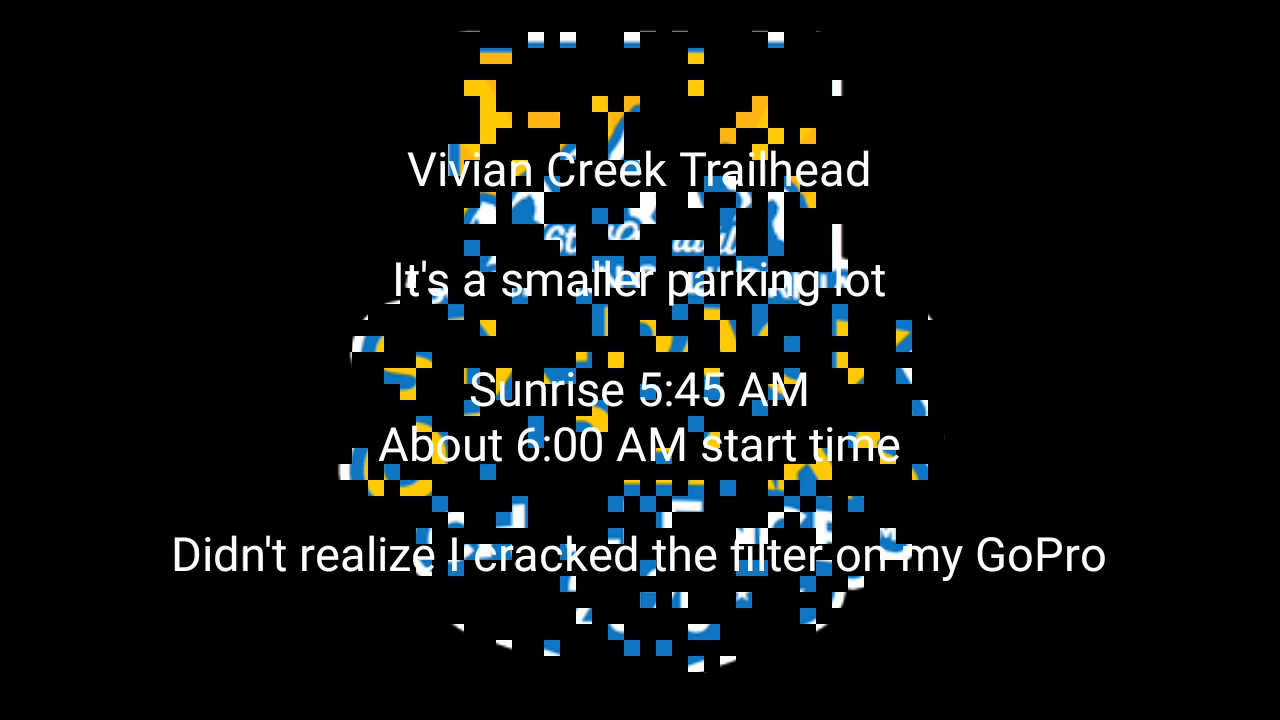 Vivian Creek Trailhead
It's a smaller parking lot
Sunrise 5:45 AM
About 6:00 AM start time
Didn't realize I cracked the filter on my GoPro